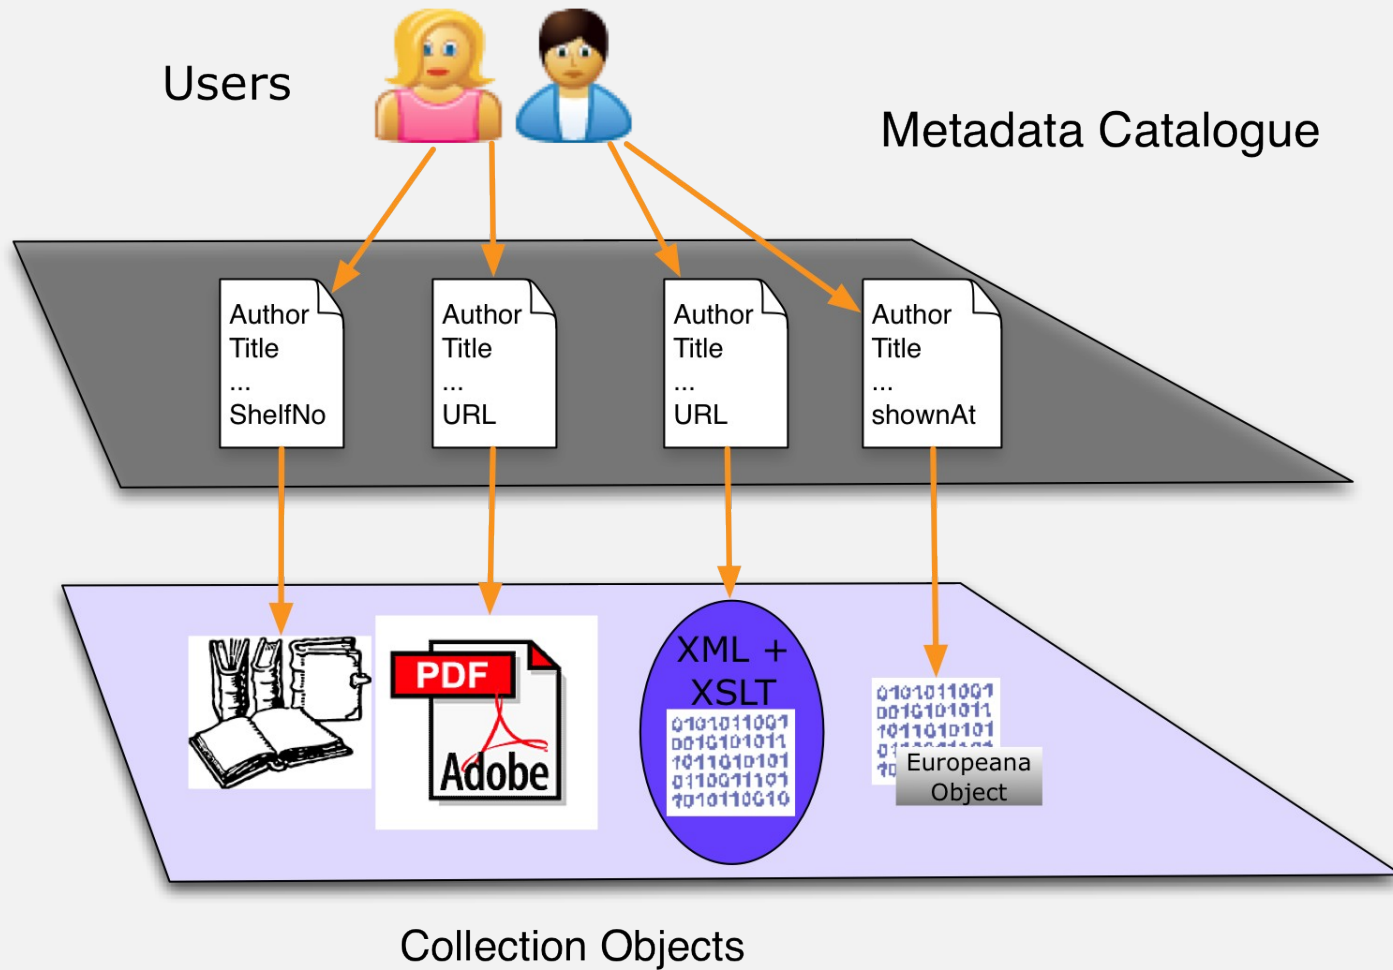 Users
Metadata Catalogue
Author
Title
...
ShelfNo
Author
Title
...
URL
Author
Title
...
URL
Author
Title
...
shownAt
PDF
Adobe
XML +
XSLT
0101011001
0010101011
1011010101
0110011101
1010110010
0101011001
0010101011
1011010101
Europeana
Object
Collection Objects